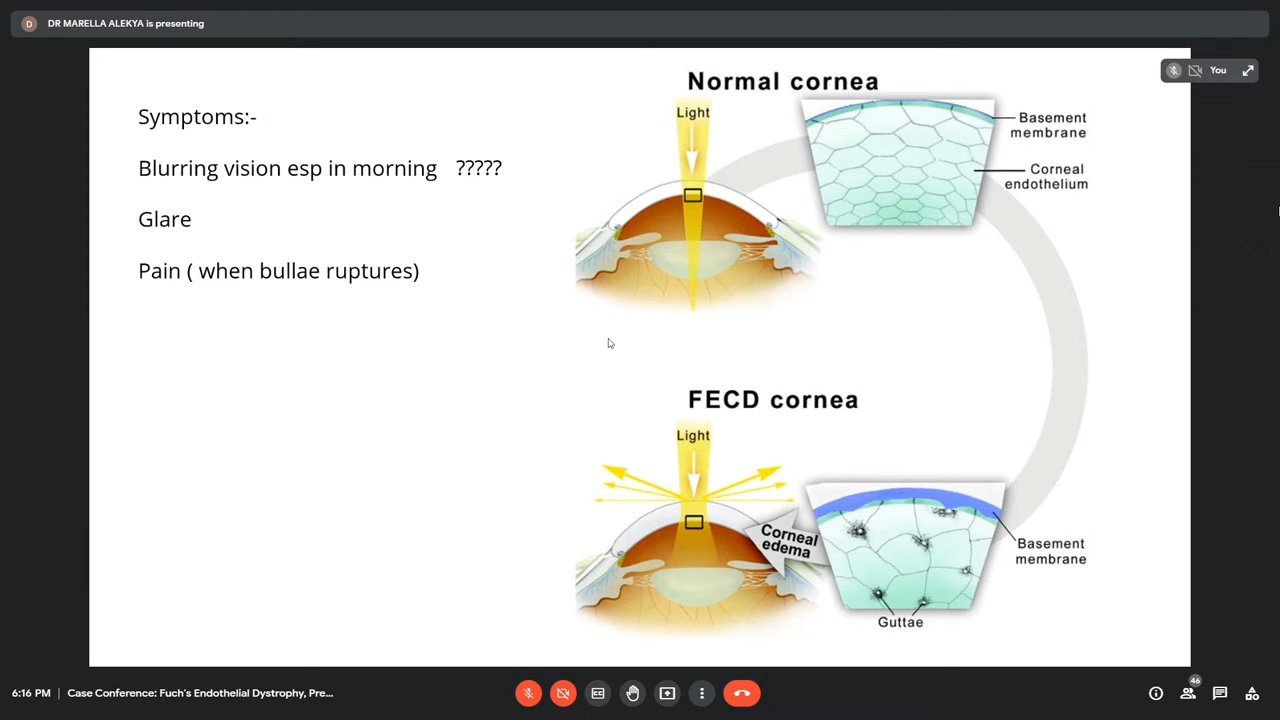 D DR MARELLA ALEKYA is presenting
You
Symptoms:-
Blurring vision esp in morning ?????
Glare
Pain ( when bullae ruptures)
Normal cornea
Light
Basement
membrane
Corneal
endothelium
FECD cornea
Light
Corneal
edema
Basement
membrane
Guttae
6:16 PM | Case Conference: Fuch's Endothelial Dystrophy, Pre...
CC
46